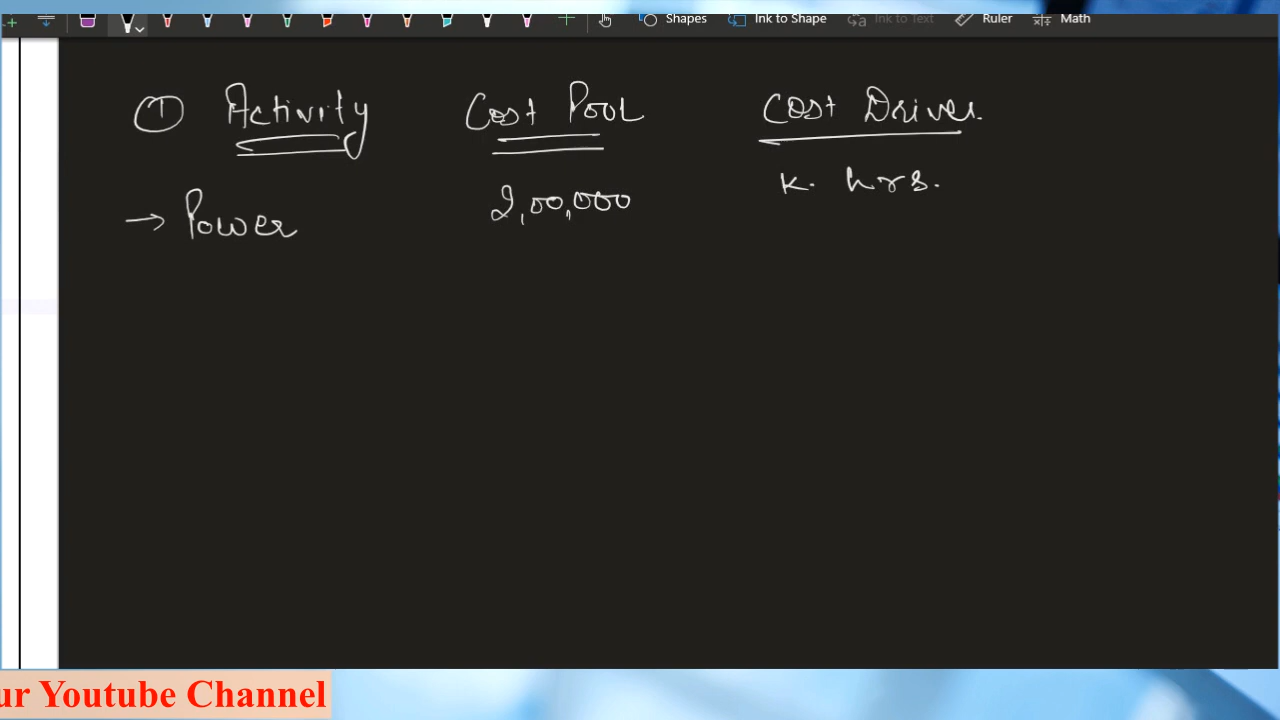 Shapes Ink to Shape Ink to Text Ruler Math
① Activity Cost Pool Cost Driver.
→ Power 2,00,000 K. hrs.
ur Youtube Channel